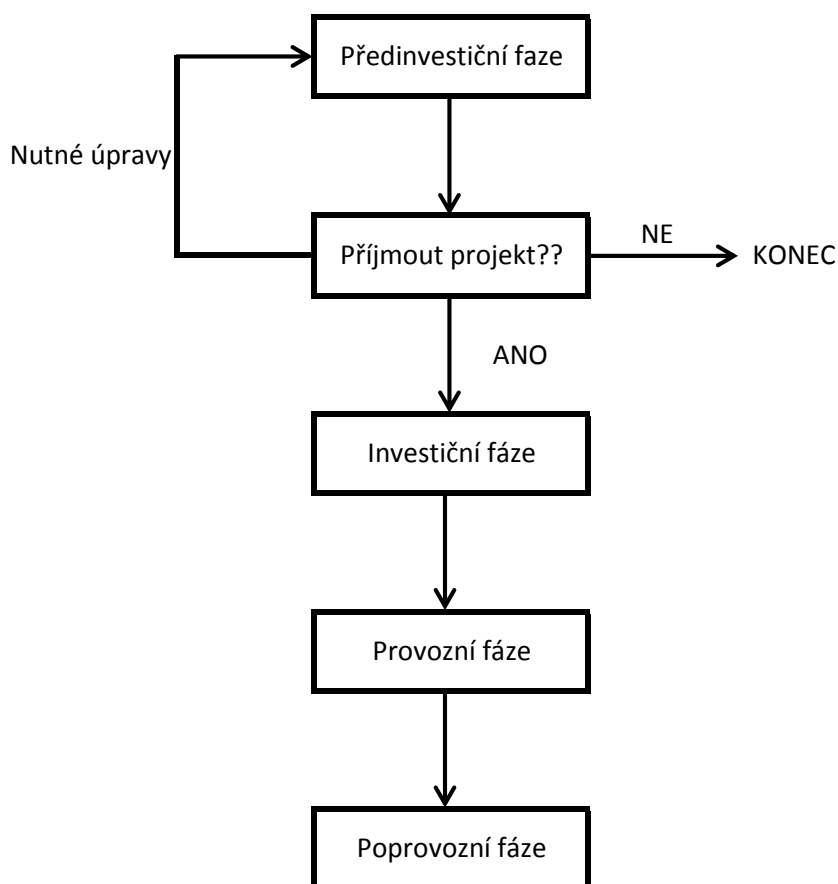 Předinvestiční faze
Nutné úpravy
Příjmout projekt??
NE
KONEC
ANO
Investiční fáze
Provozní fáze
Poprovozní fáze